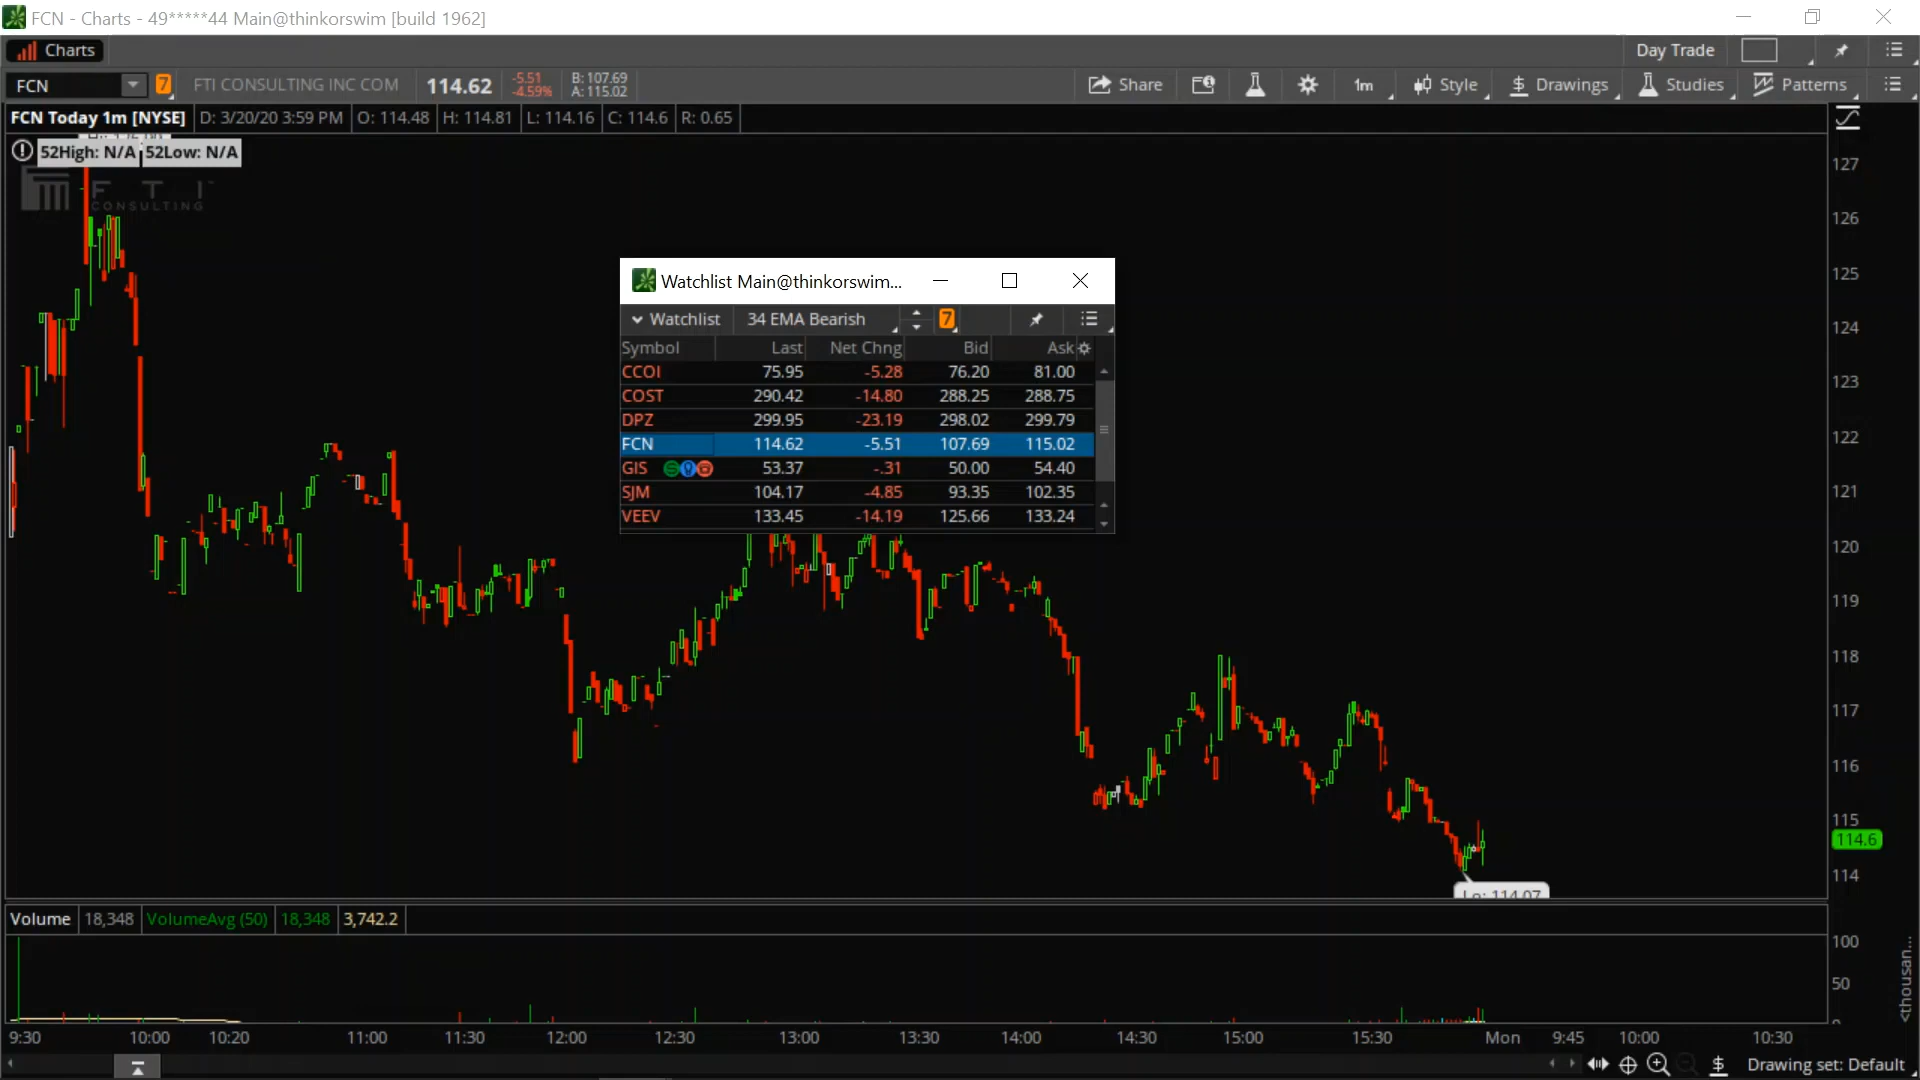 FCN - Charts - 49*****44 Main@thinkorswim [build 1962]
Charts
Day Trade
FCN
7
FTI CONSULTING INC COM
114.62
-5.51
-4.59%
B: 107.69
A: 115.02
Share
1m
Style
$ Drawings
Studies
Patterns
FCN Today 1m [NYSE] D: 3/20/20 3:59 PM O: 114.48 H: 114.81 L: 114.16 C: 114.6 R: 0.65
52High: N/A 52Low: N/A
F T I
CONSULTING
Watchlist Main@thinkorswim...
Watchlist 34 EMA Bearish 7
Symbol Last Net Chng Bid Ask
CCOI 75.95 -5.28 76.20 81.00
COST 290.42 -14.80 288.25 288.75
DPZ 299.95 -23.19 298.02 299.79
FCN 114.62 -5.51 107.69 115.02
GIS 53.37 -.31 50.00 54.40
SJM 104.17 -4.85 93.35 102.35
VEEV 133.45 -14.19 125.66 133.24
127
126
125
124
123
122
121
120
119
118
117
116
115
114.6
114
Lo: 114.07
Volume 18,348 VolumeAvg (50) 18,348 3,742.2
100
50
0
<thousan...
9:30 10:00 10:20 11:00 11:30 12:00 12:30 13:00 13:30 14:00 14:30 15:00 15:30 Mon 9:45 10:00 10:30
$ Drawing set: Default